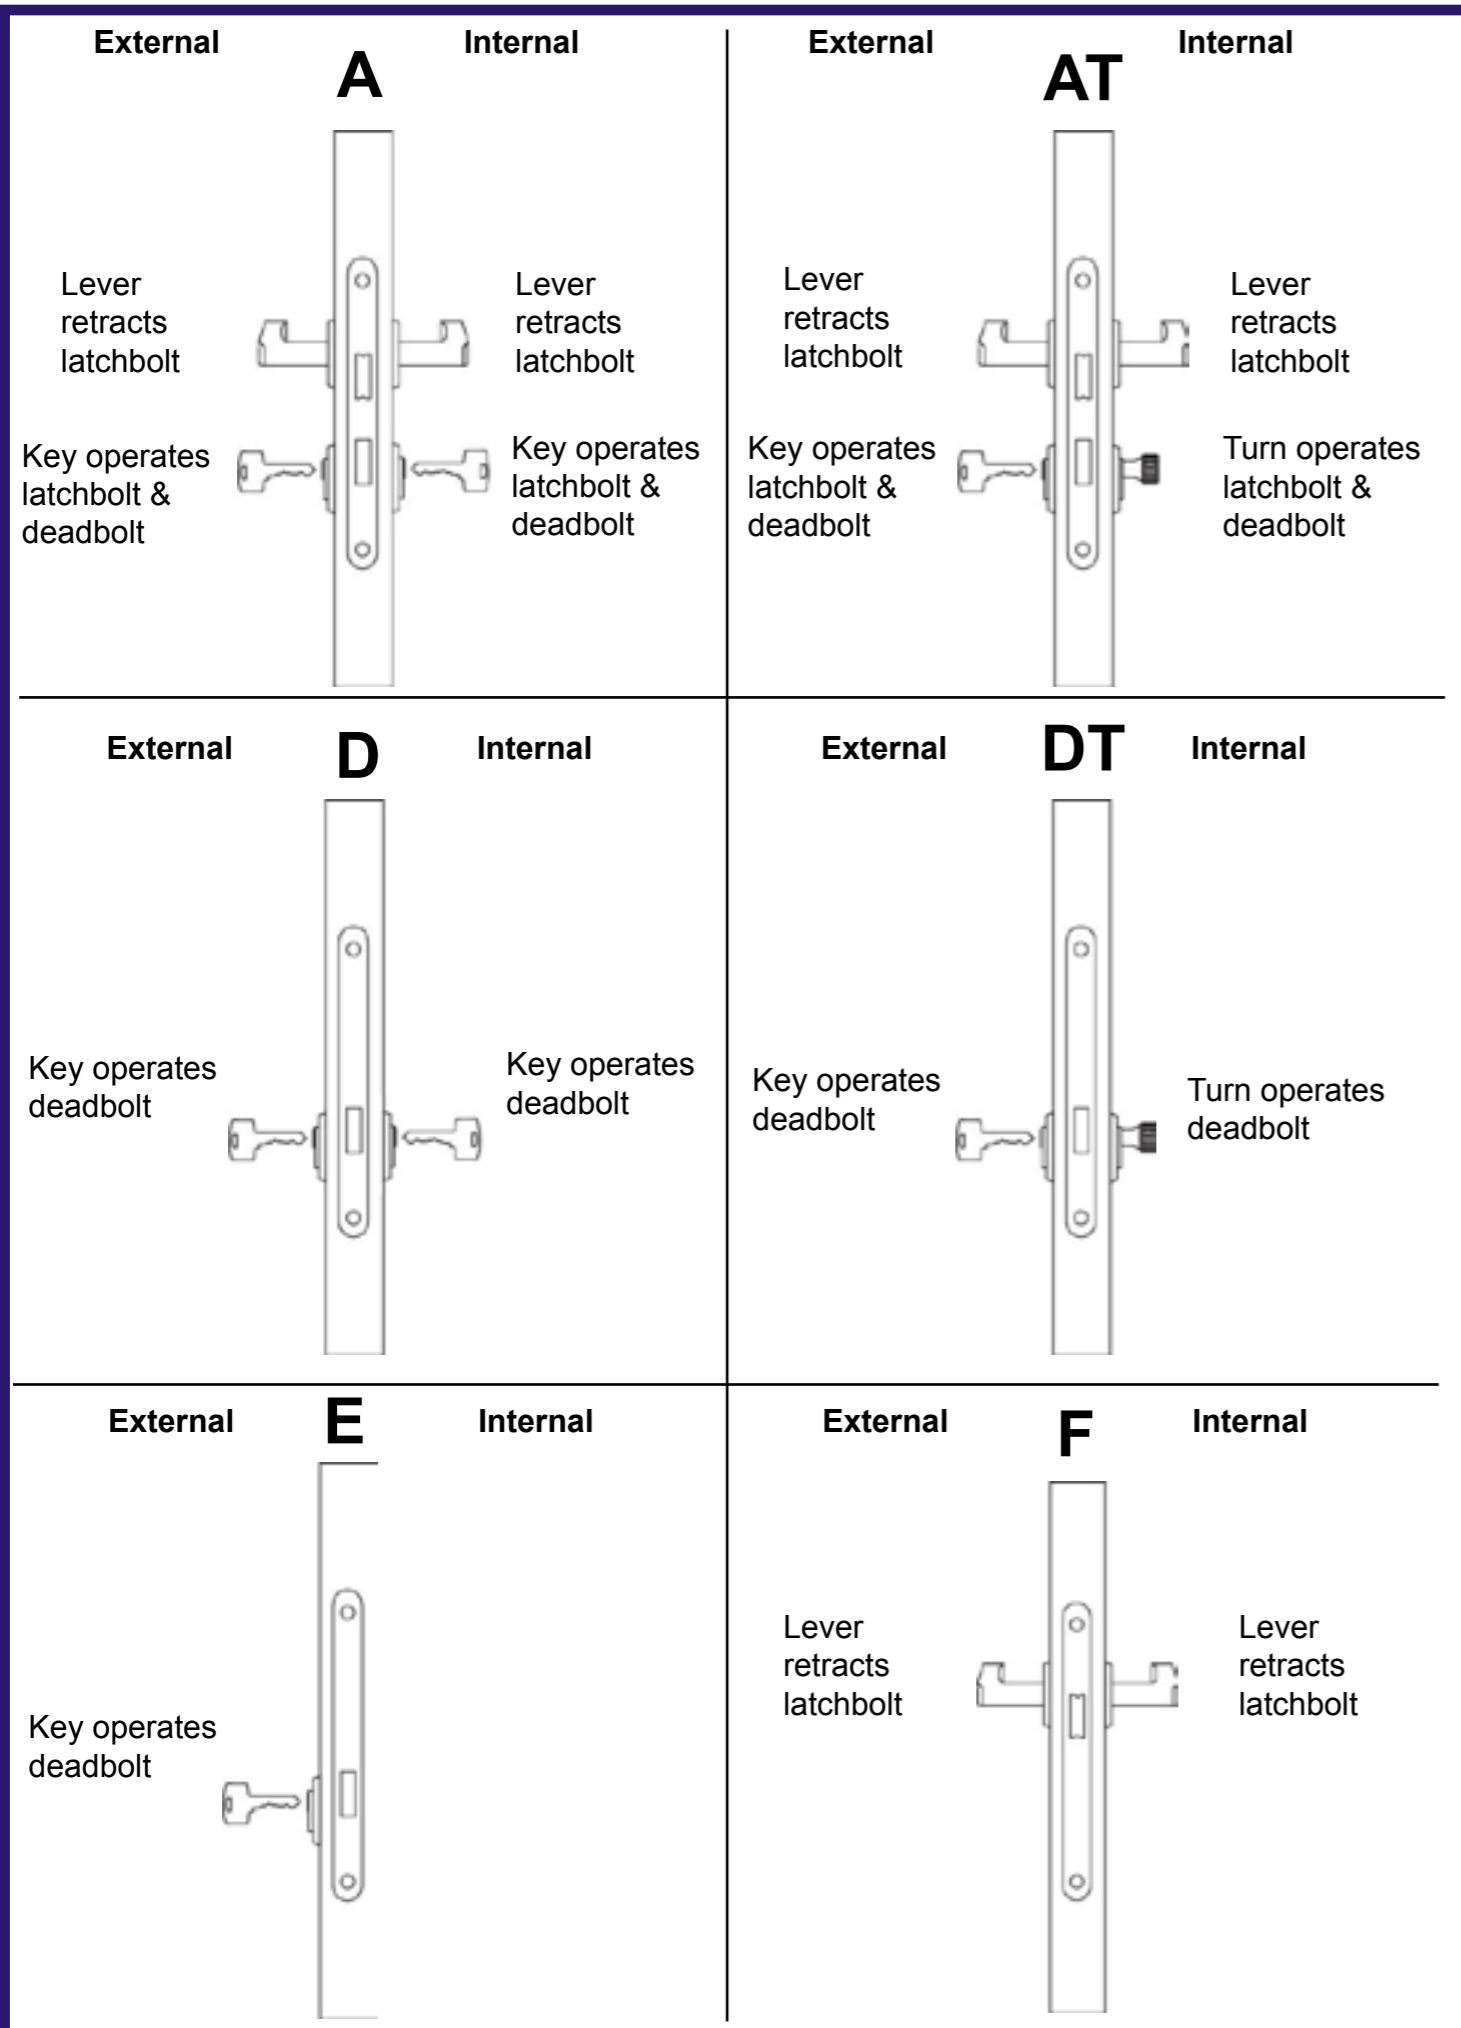 External
A
Internal
Lever
retracts
latchbolt
Lever
retracts
latchbolt
Key operates
latchbolt &
deadbolt
Key operates
latchbolt &
deadbolt
External
AT
Internal
Lever
retracts
latchbolt
Lever
retracts
latchbolt
Key operates
latchbolt &
deadbolt
Turn operates
latchbolt &
deadbolt
External
D
Internal
Key operates
deadbolt
Key operates
deadbolt
External
DT
Internal
Key operates
deadbolt
Turn operates
deadbolt
External
E
Internal
Key operates
deadbolt
External
F
Internal
Lever
retracts
latchbolt
Lever
retracts
latchbolt